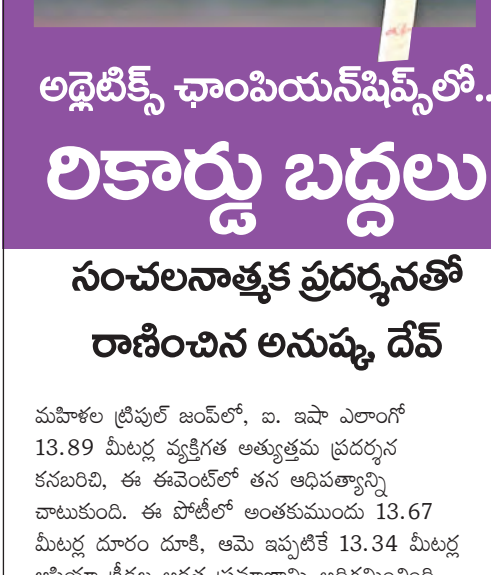 అథ్లెటిక్స్ ఛాంపియన్‌షిప్స్‌లో..
రికార్డు బద్దలు
సంచలనాత్మక ప్రదర్శనతో
రాణించిన అనుష్క, దేవ్
మహిళల ట్రిపుల్ జంప్‌లో, ఐ. ఇషా ఎలాంగో
13.89 మీటర్ల వ్యక్తిగత అత్యుత్తమ ప్రదర్శన
కనబరిచి, ఈ ఈవెంట్‌లో తన ఆధిపత్యాన్ని
చాటుకుంది. ఈ పోటీలో అంతకుముందు 13.67
మీటర్ల దూరం దూకి, ఆమె ఇప్పటికే 13.34 మీటర్ల